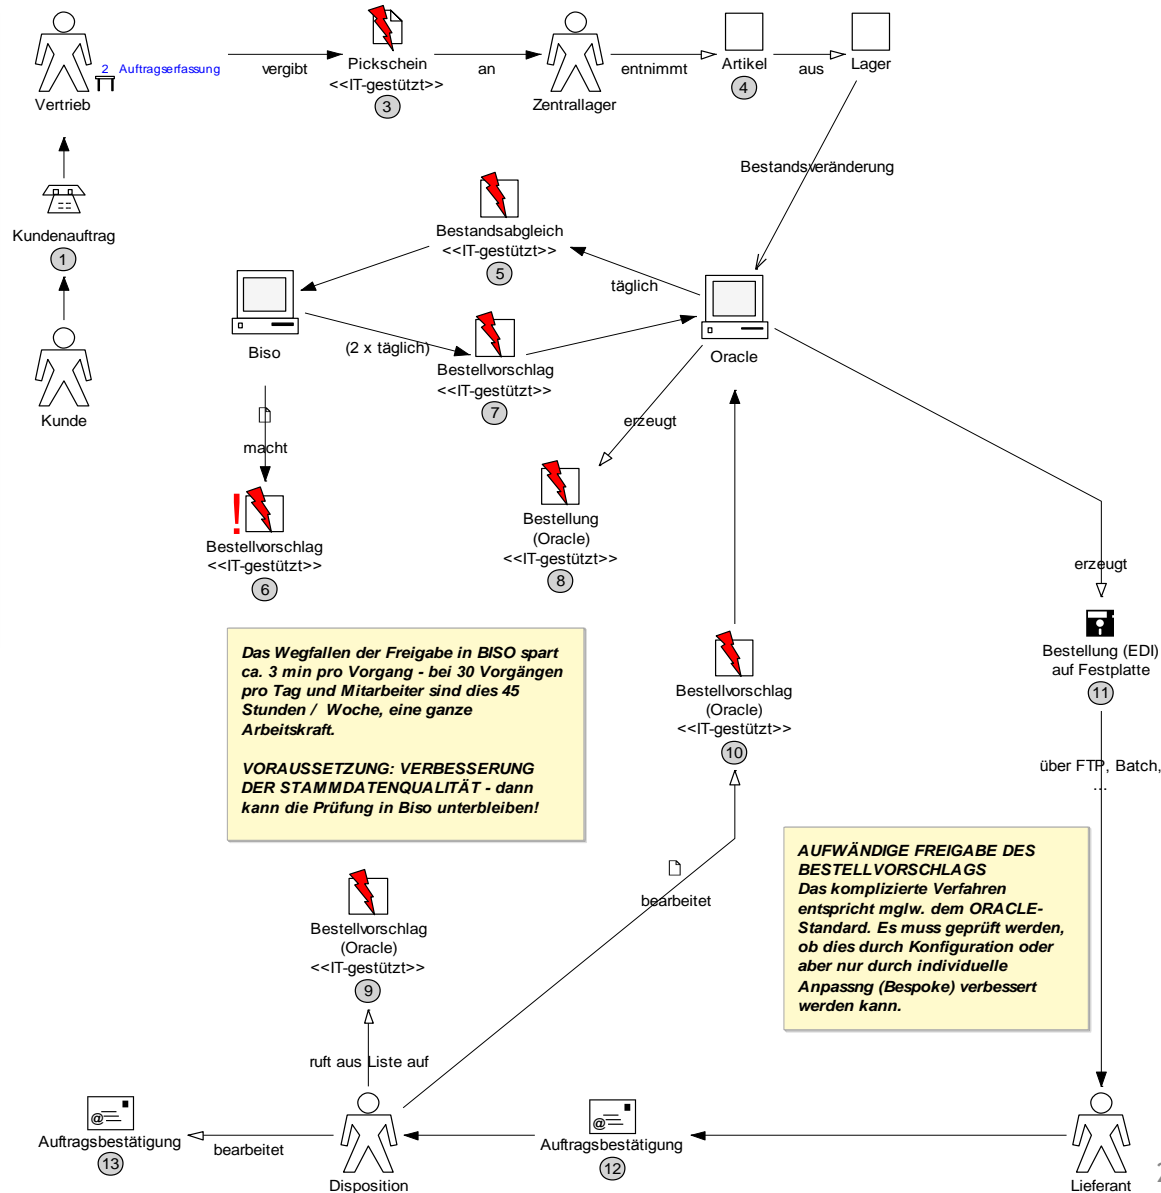 2 Auftragserfassung
Vertrieb
vergibt
Pickschein
<<IT-gestützt>>
3
an
Zentrallager
entnimmt
Artikel
4
aus
Lager
Bestandsveränderung
Kundenauftrag
1
Kunde
Bestandsabgleich
<<IT-gestützt>>
5
täglich
Biso
(2 x täglich)
Bestellvorschlag
<<IT-gestützt>>
7
Oracle
macht
erzeugt
Bestellvorschlag
<<IT-gestützt>>
6
Bestellung
(Oracle)
<<IT-gestützt>>
8
erzeugt
Bestellung (EDI)
auf Festplatte
11
Das Wegfallen der Freigabe in BISO spart
ca. 3 min pro Vorgang - bei 30 Vorgängen
pro Tag und Mitarbeiter sind dies 45
Stunden / Woche, eine ganze
Arbeitskraft.
VORAUSSETZUNG: VERBESSERUNG
DER STAMMDATENQUALITÄT - dann
kann die Prüfung in Biso unterbleiben!
Bestellvorschlag
(Oracle)
<<IT-gestützt>>
10
über FTP, Batch,
...
AUFWÄNDIGE FREIGABE DES
BESTELLVORSCHLAGS
Das komplizierte Verfahren
entspricht mglw. dem ORACLE-
Standard. Es muss geprüft werden,
ob dies durch Konfiguration oder
aber nur durch individuelle
Anpassng (Bespoke) verbessert
werden kann.
bearbeitet
Bestellvorschlag
(Oracle)
<<IT-gestützt>>
9
ruft aus Liste auf
Auftragsbestätigung
13
bearbeitet
Disposition
Auftragsbestätigung
12
Lieferant